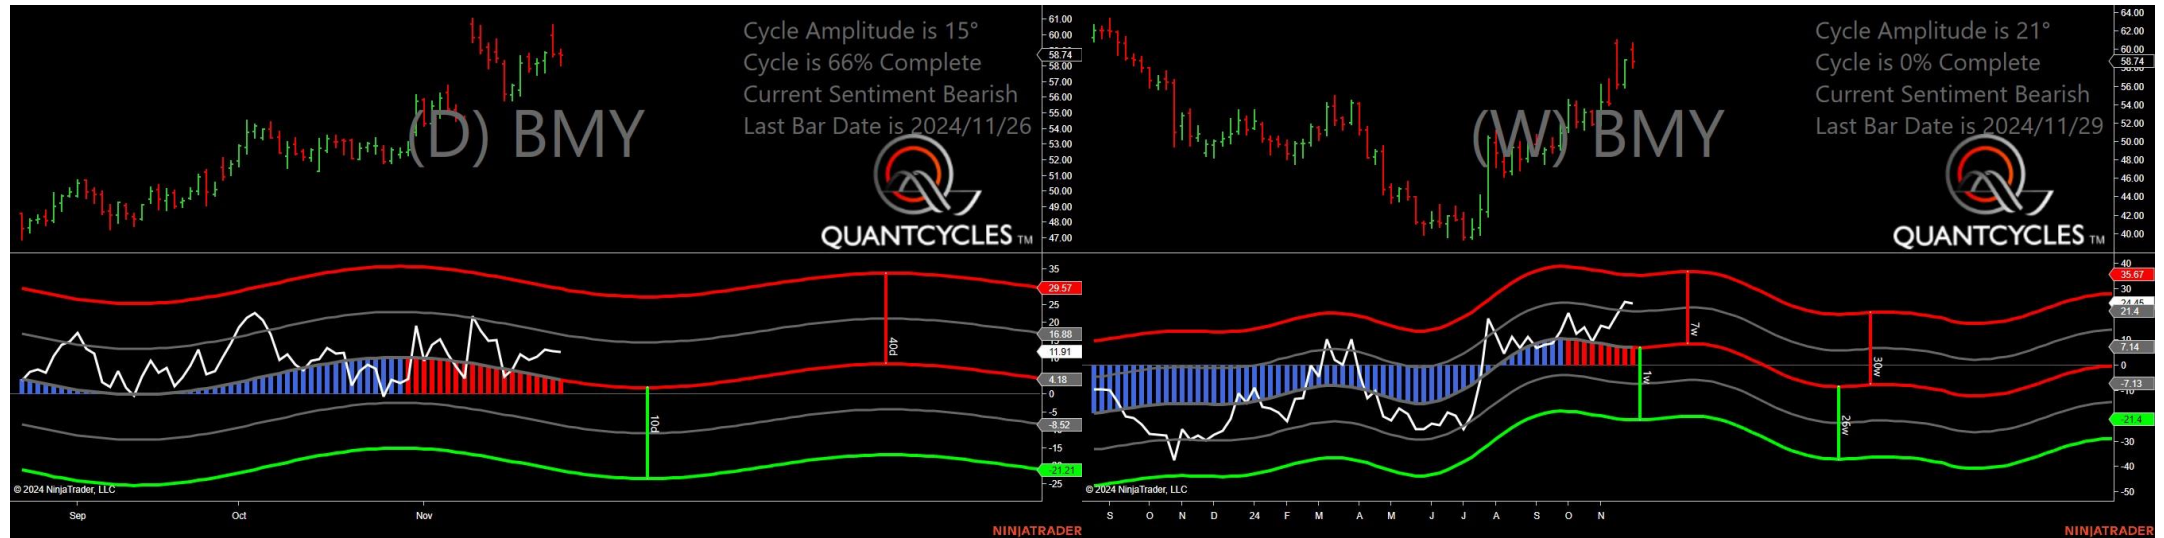 Cycle Amplitude is 15°
Cycle is 66% Complete
Current Sentiment Bearish
Last Bar Date is 2024/11/26
(D) BMY
QUANTCYCLES TM
61.00
60.00
58.74
58.00
57.00
56.00
55.00
54.00
53.00
52.00
51.00
50.00
49.00
48.00
47.00
35
29.57
25
20
16.88
11.91
4.18
0
-5
-8.52
-15
-21.21
-25
40d
10d
© 2024 NinjaTrader, LLC
Sep Oct Nov
NINJATRADER
Cycle Amplitude is 21°
Cycle is 0% Complete
Current Sentiment Bearish
Last Bar Date is 2024/11/29
(W) BMY
QUANTCYCLES TM
64.00
62.00
60.00
58.74
56.00
54.00
52.00
50.00
48.00
46.00
44.00
42.00
40.00
40
35.67
30
24.45
21.4
7.14
0
-7.13
-21.4
-30
-40
-50
7w
1w
30w
26w
© 2024 NinjaTrader, LLC
S O N D 24 F M A M J J A S O N
NINJATRADER